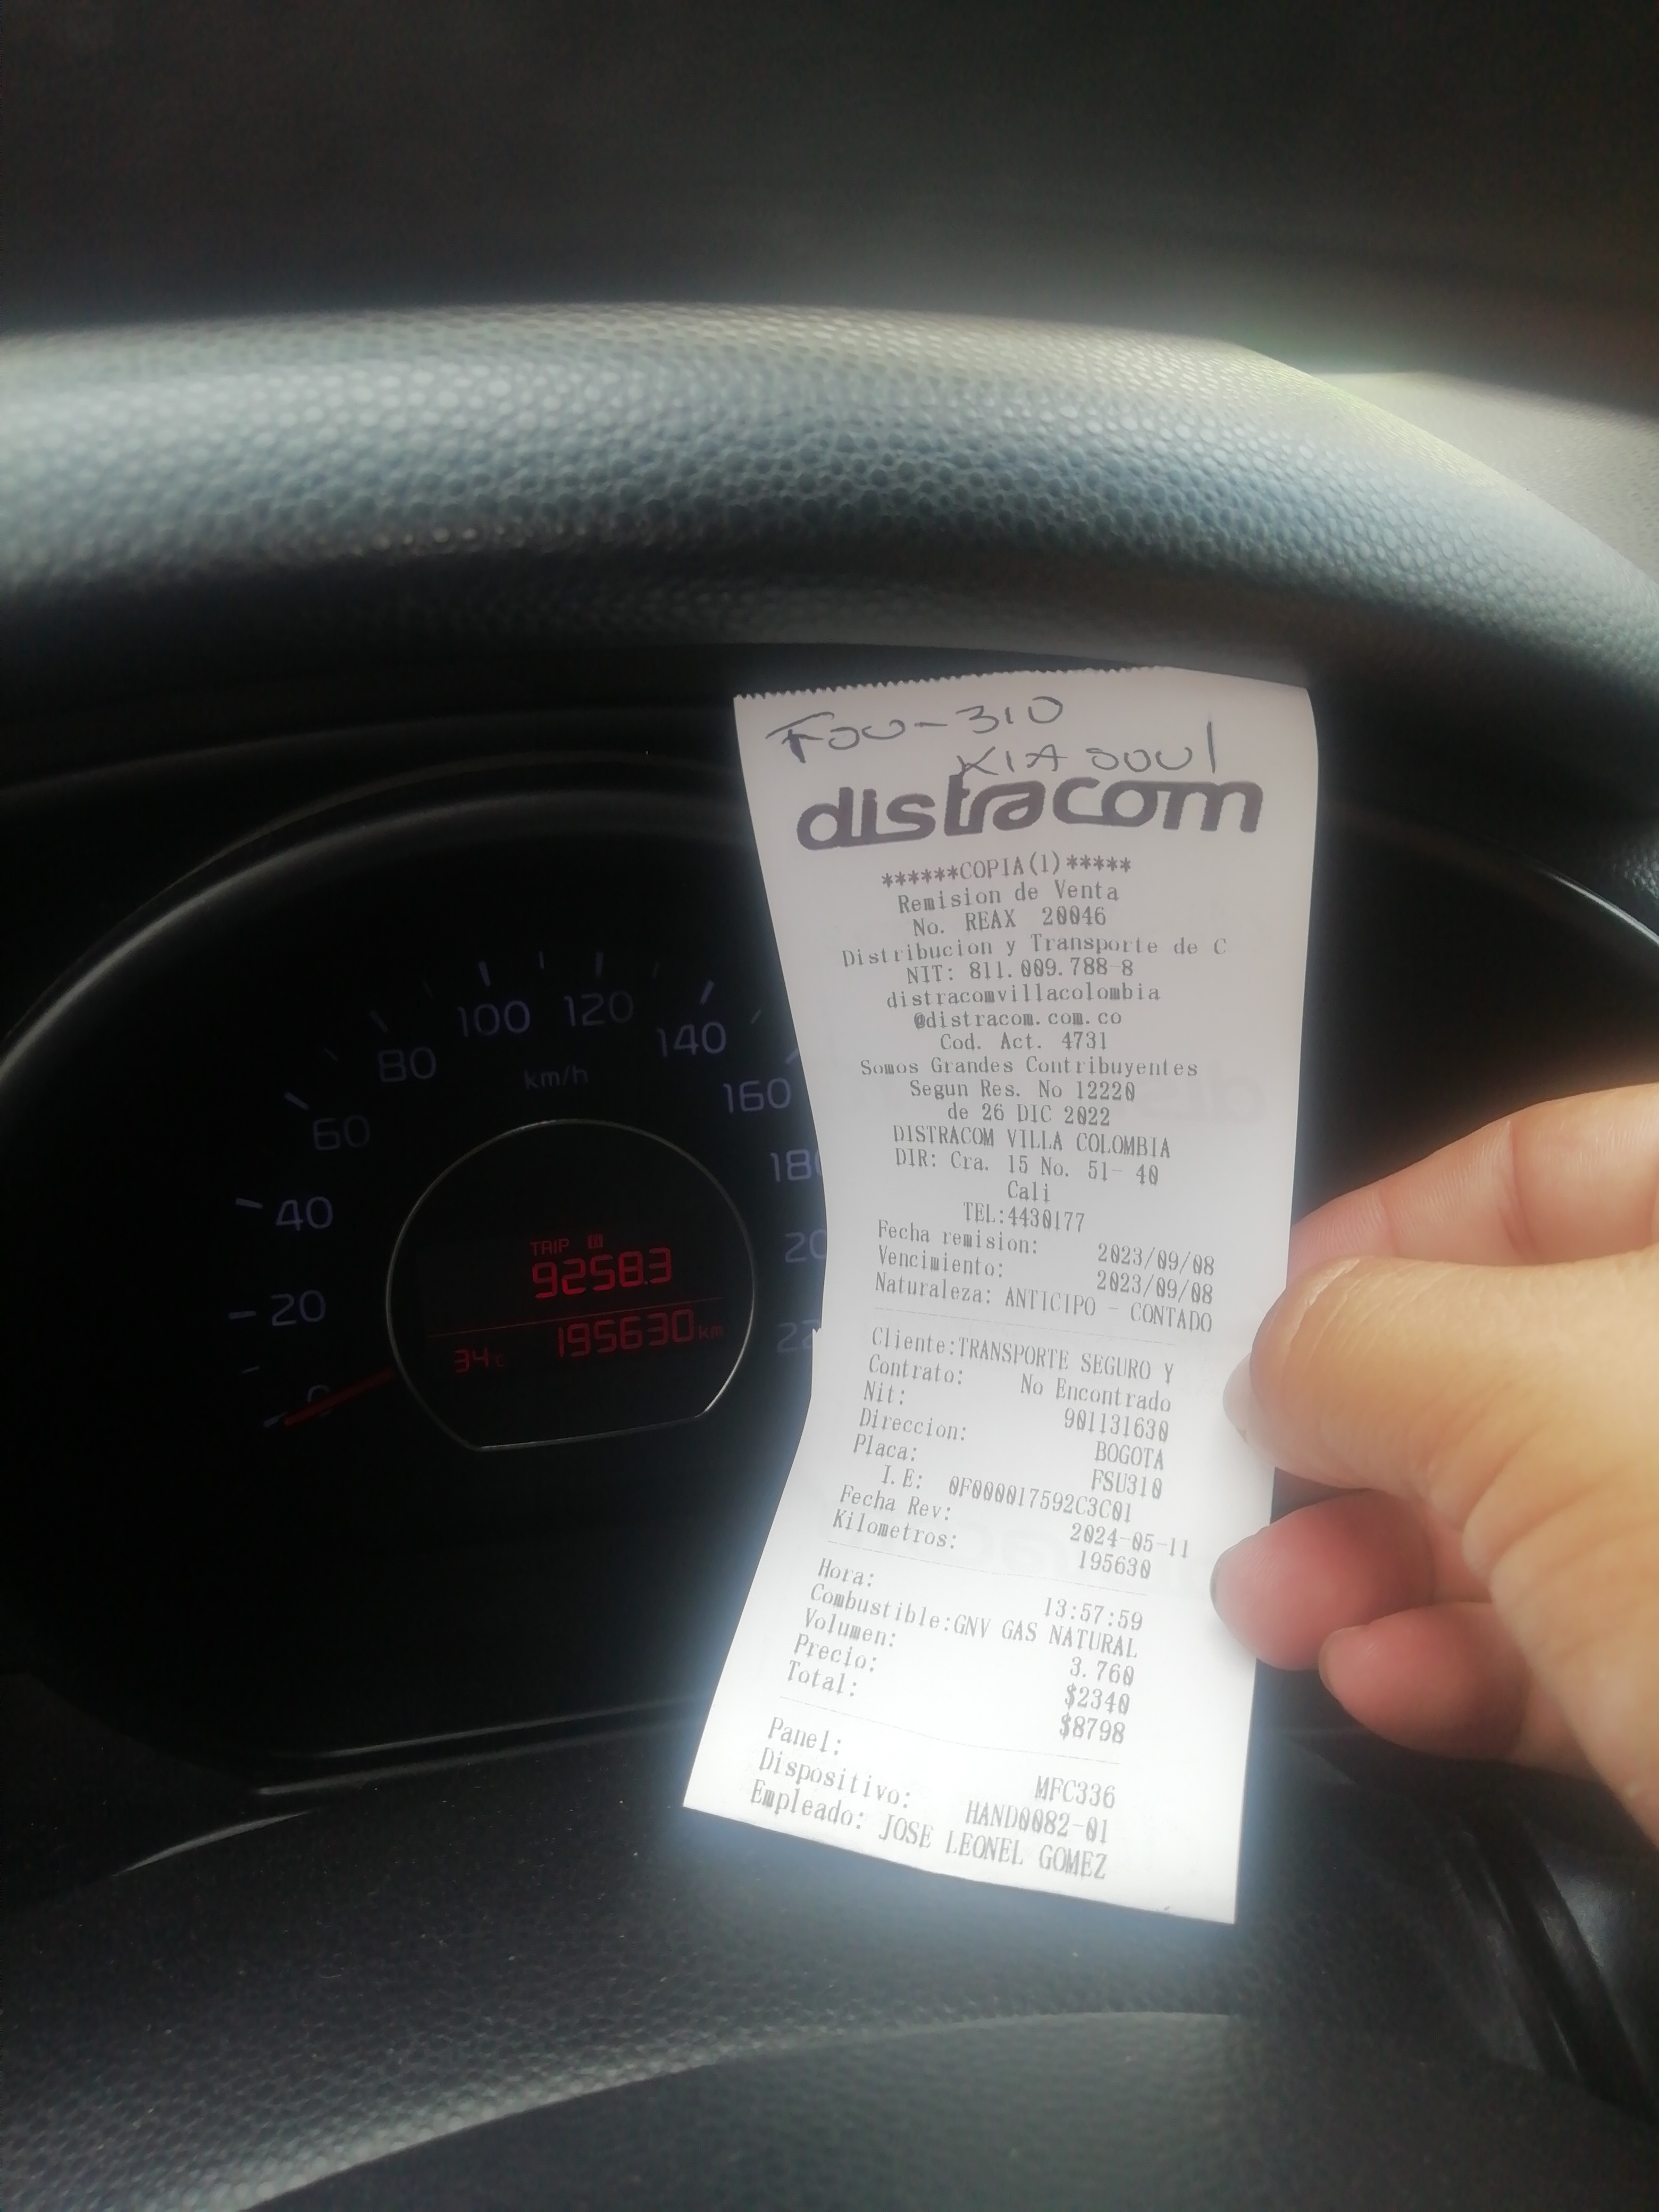 100 120
80 140
km/h
160
60
180
40
TRIP
9258.3
20
195630 km
34°C
0
FOU-310
KIA SOUL
distracom
******COPIA(1)*****
Remision de Venta
No. REAX 20046
Distribucion y Transporte de C
NIT: 811.009.788-8
distracomvillacolombia
@distracom.com.co
Cod. Act. 4731
Somos Grandes Contribuyentes
Segun Res. No 12220
de 26 DIC 2022
DISTRACOM VILLA COLOMBIA
DIR: Cra. 15 No. 51- 40
Cali
TEL:4430177
Fecha remision: 2023/09/08
Vencimiento: 2023/09/08
Naturaleza: ANTICIPO - CONTADO
Cliente:TRANSPORTE SEGURO Y
Contrato: No Encontrado
Nit: 901131630
Direccion: BOGOTA
Placa: FSU310
I.E: 0F000017592C3C01
Fecha Rev: 2024-05-11
Kilometros: 195630
Hora: 13:57:59
Combustible:GNV GAS NATURAL
Volumen: 3.760
Precio: $2340
Total: $8798
Panel: MFC336
Dispositivo: HAND0082-01
Empleado: JOSE LEONEL GOMEZ